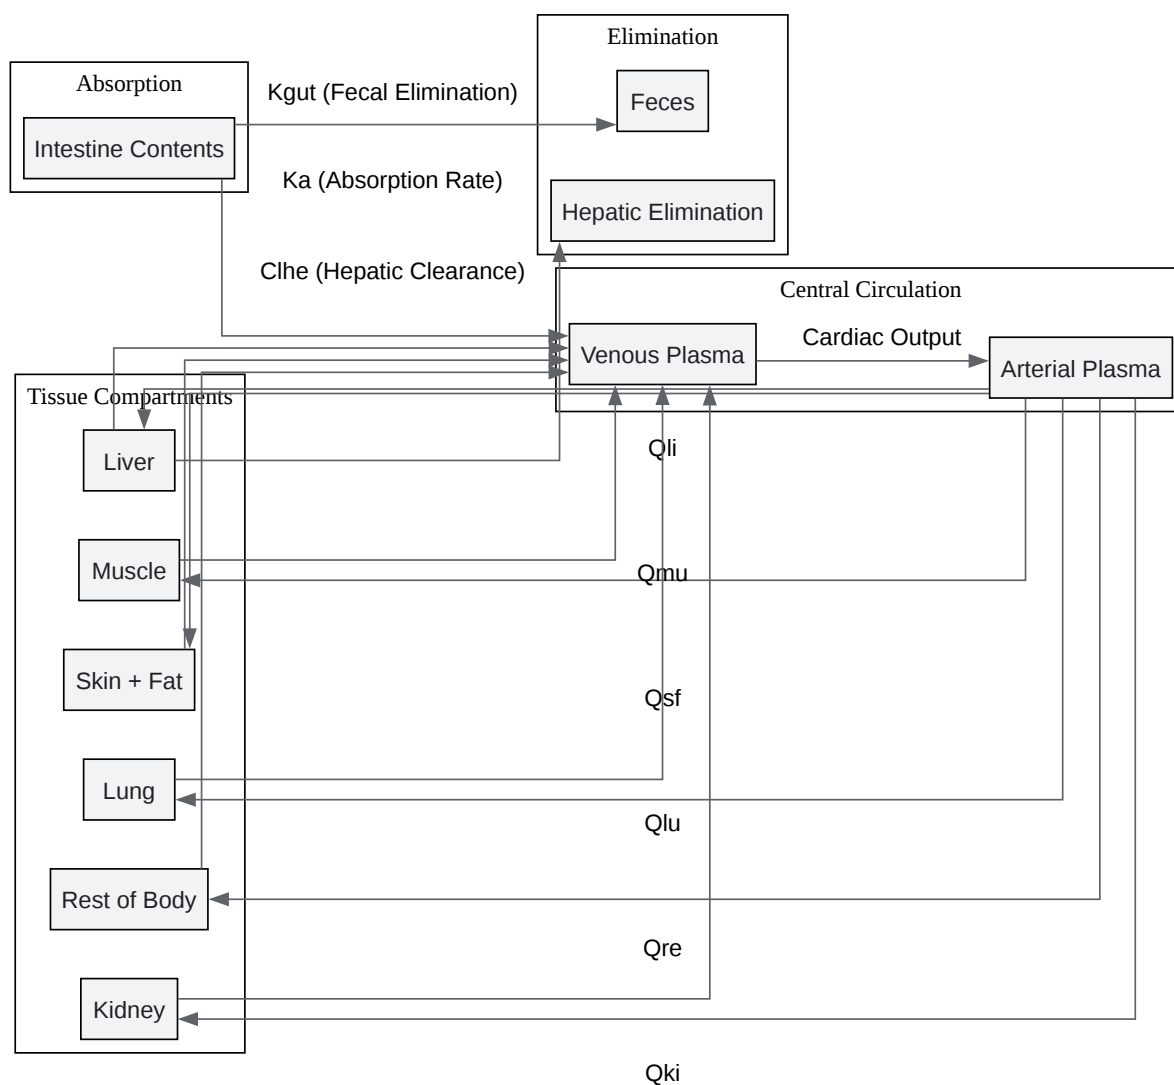 Elimination
Absorption
Kgut (Fecal Elimination)
Feces
Intestine Contents
Ka (Absorption Rate)
Hepatic Elimination
Clhe (Hepatic Clearance)
Central Circulation
Cardiac Output
Venous Plasma
Arterial Plasma
Tissue Compartments
Qli
Liver
Muscle
Qmu
Skin + Fat
Qsf
Lung
Qlu
Rest of Body
Qre
Kidney
Qki